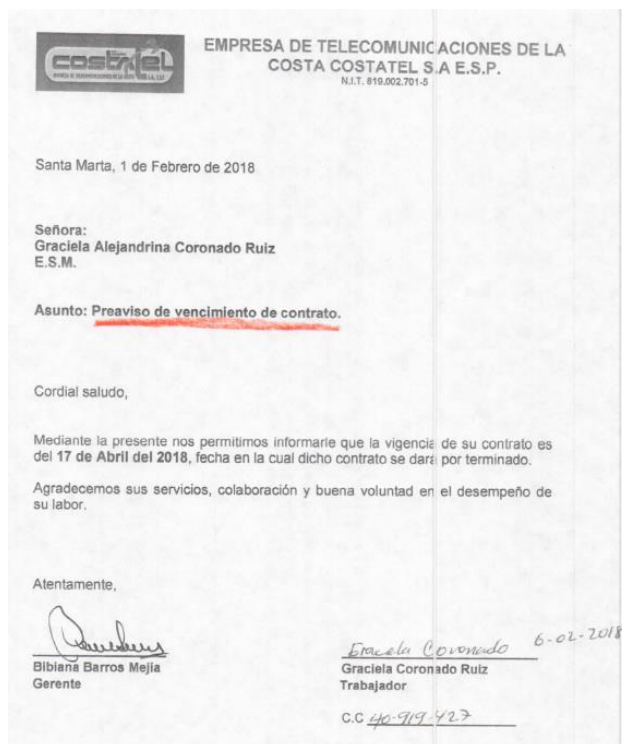 costatel
EMPRESA DE TELECOMUNICACIONES DE LA
COSTA COSTATEL S.A E.S.P.
N.I.T. 819.002.701-5
Santa Marta, 1 de Febrero de 2018
Señora:
Graciela Alejandrina Coronado Ruiz
E.S.M.
Asunto: Preaviso de vencimiento de contrato.
Cordial saludo,
Mediante la presente nos permitimos informarle que la vigencia de su contrato es
del 17 de Abril del 2018, fecha en la cual dicho contrato se dará por terminado.
Agradecemos sus servicios, colaboración y buena voluntad en el desempeño de
su labor.
Atentamente,
Bibiana Barros Mejía
Gerente
Graciela Coronado 6-02-2018
Graciela Coronado Ruiz
Trabajador
C.C 40-919-427